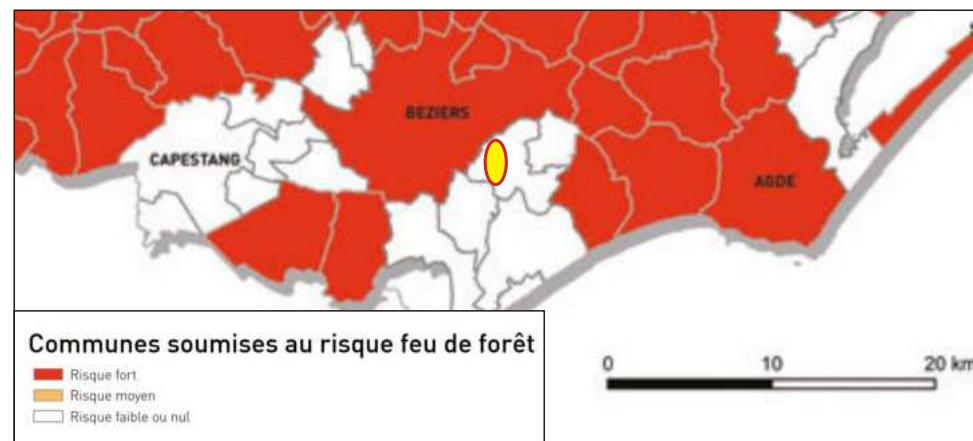 BEZIERS
CAPESTANG
AGDE
Communes soumises au risque feu de forêt
Risque fort
Risque moyen
Risque faible ou nul
0 10 20 km